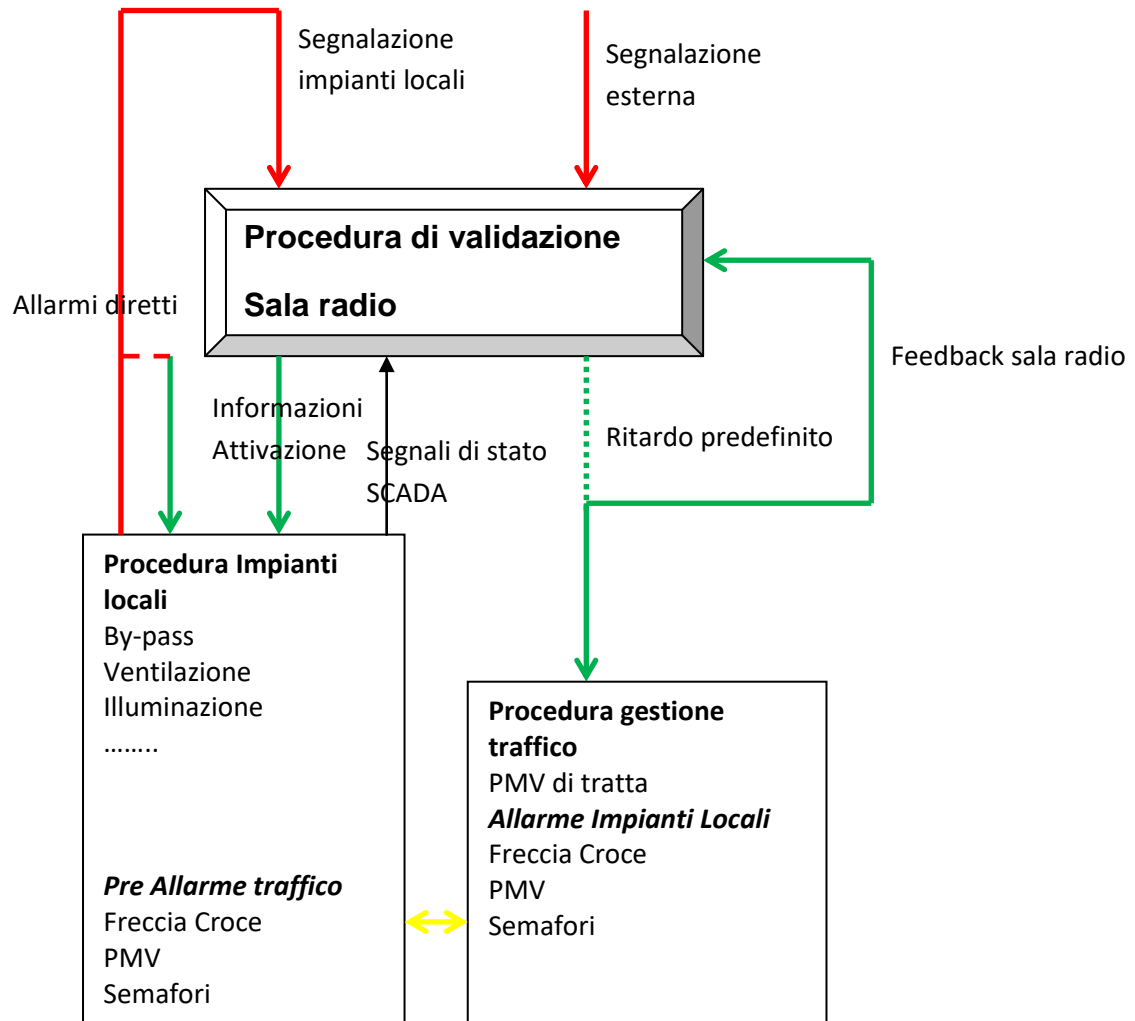 Segnalazione
impianti locali
Segnalazione
esterna
Procedura di validazione
Sala radio
Allarmi diretti
Feedback sala radio
Informazioni
Attivazione
Segnali di stato
SCADA
Ritardo predefinito
Procedura Impianti
locali
By-pass
Ventilazione
Illuminazione
........
Pre Allarme traffico
Freccia Croce
PMV
Semafori
Procedura gestione
traffico
PMV di tratta
Allarme Impianti Locali
Freccia Croce
PMV
Semafori